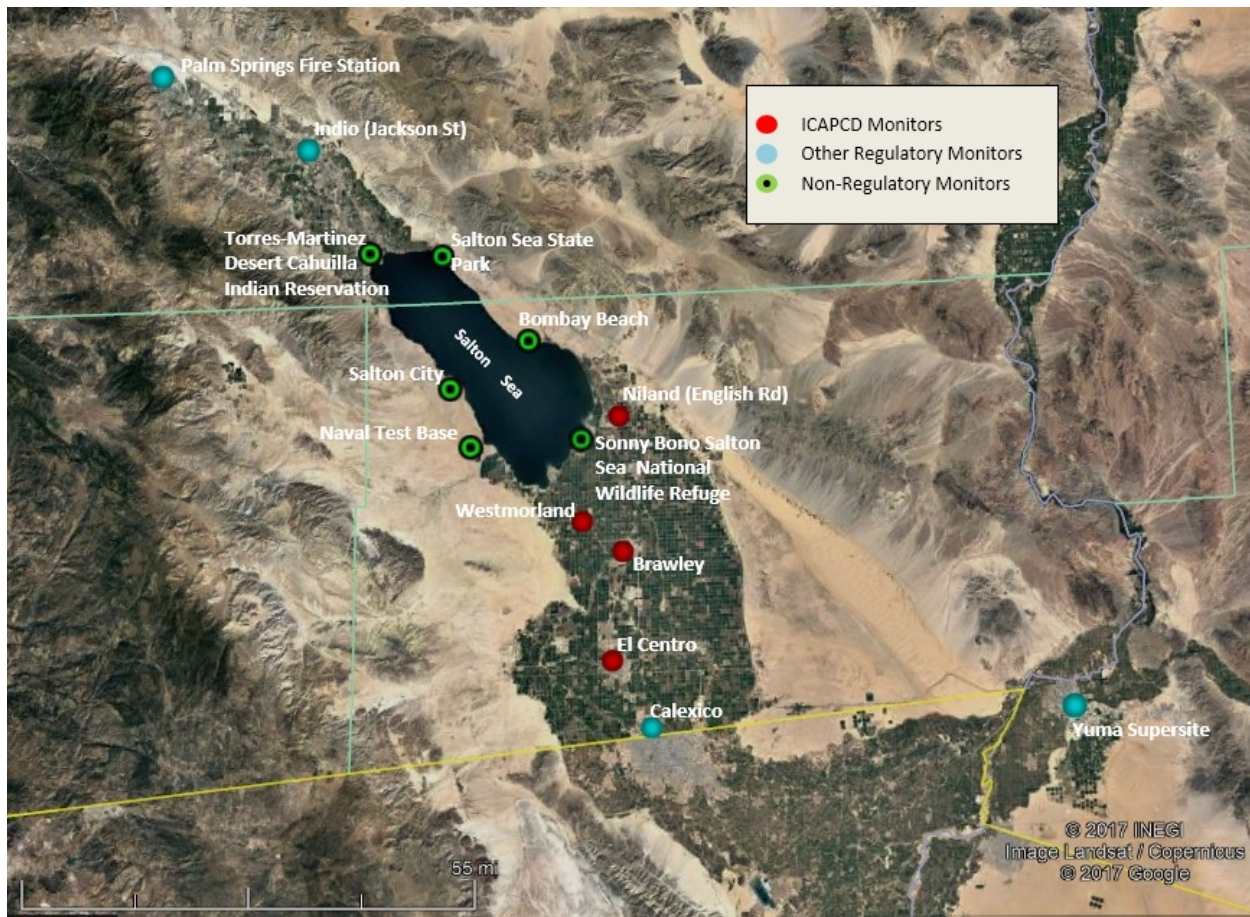 Palm Springs Fire Station
Indio (Jackson St)
ICAPCD Monitors
Other Regulatory Monitors
Non-Regulatory Monitors
Torres-Martinez
Desert Cahuilla
Indian Reservation
Salton Sea State
Park
Bombay Beach
Salton Sea
Salton City
Niland (English Rd)
Naval Test Base
Sonny Bono Salton
Sea National
Wildlife Refuge
Westmorland
Brawley
El Centro
Calexico
Yuma Supersite
© 2017 INEGI
Image Landsat / Copernicus
© 2017 Google
55 mi